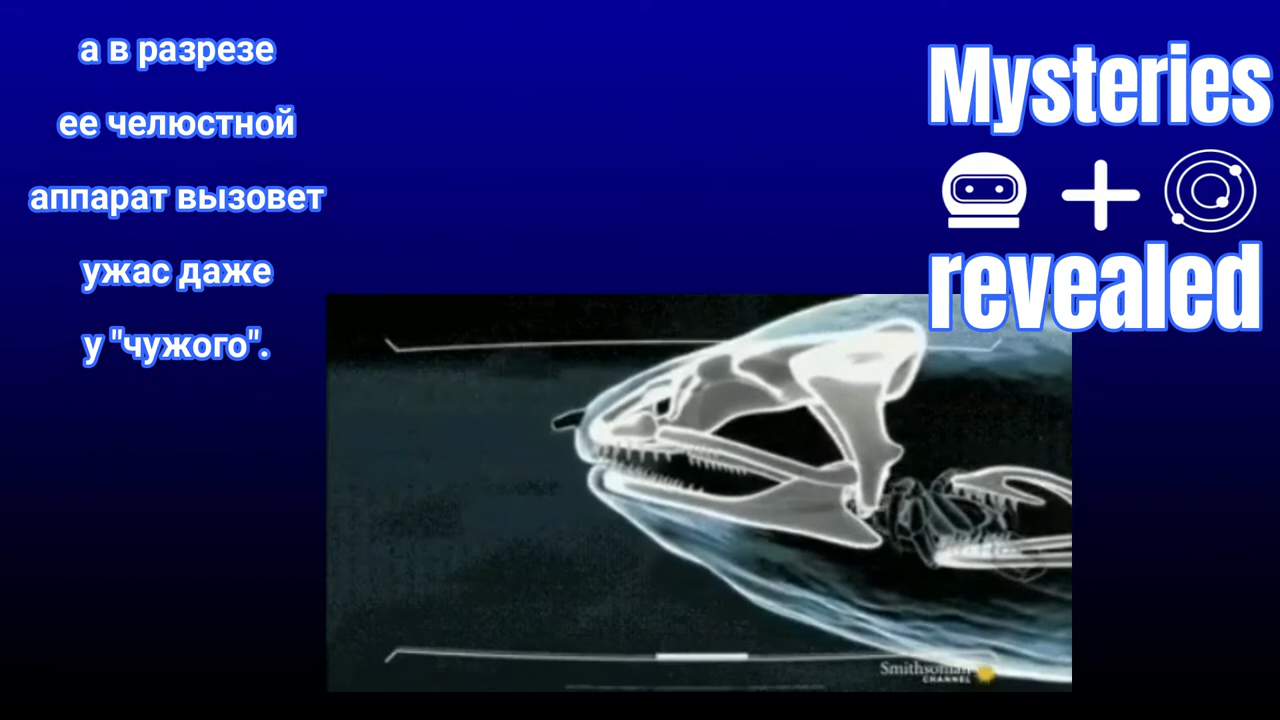 а в разрезе
ее челюстной
аппарат вызовет
ужас даже
у "чужого".
Mysteries
revealed
Smithsonian
CHANNEL